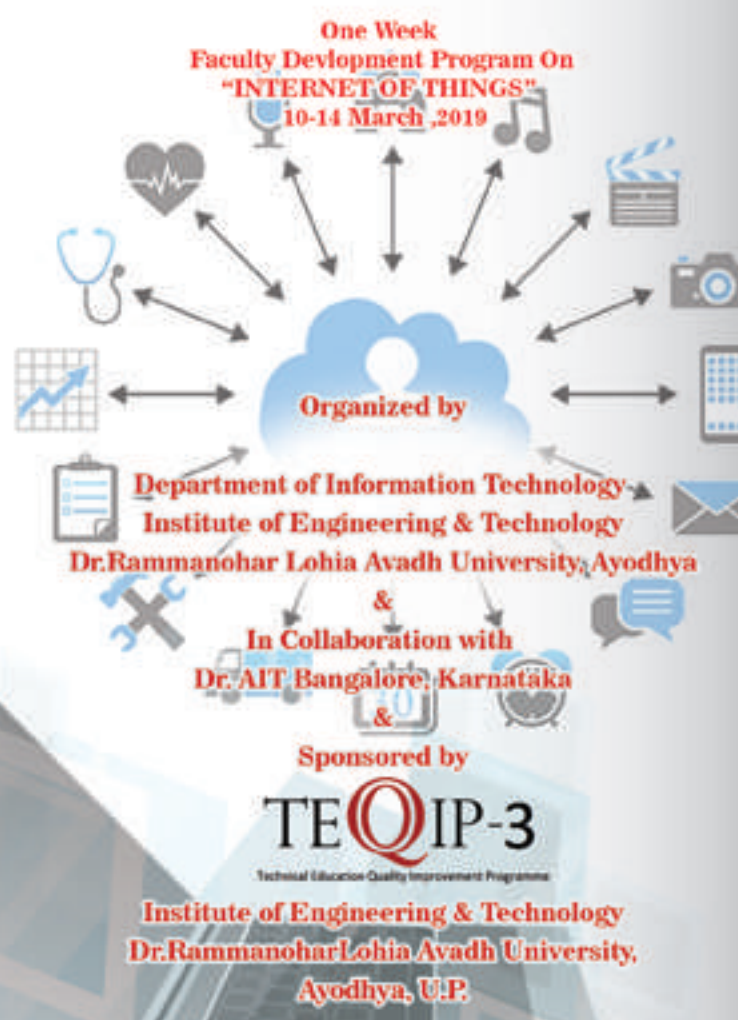 One Week
Faculty Devlopment Program On
“INTERNET OF THINGS”
10-14 March ,2019
Organized by
Department of Information Technology
Institute of Engineering & Technology
Dr.Rammanohar Lohia Avadh University, Ayodhya
&
In Collaboration with
Dr. AIT Bangalore, Karnataka
&
Sponsored by
TEQIP-3
Technical Education Quality Improvement Programme
Institute of Engineering & Technology
Dr.RammanoharLohia Avadh University,
Ayodhya, U.P.